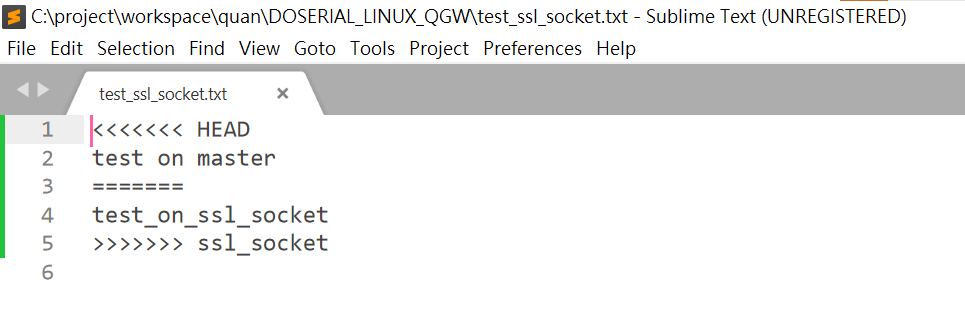 C:\project\workspace\quan\DOSERIAL_LINUX_QGW\test_ssl_socket.txt - Sublime Text (UNREGISTERED)
File Edit Selection Find View Goto Tools Project Preferences Help
test_ssl_socket.txt ×
1 <<<<<<< HEAD
2 test on master
3 =======
4 test_on_ssl_socket
5 >>>>>>> ssl_socket
6